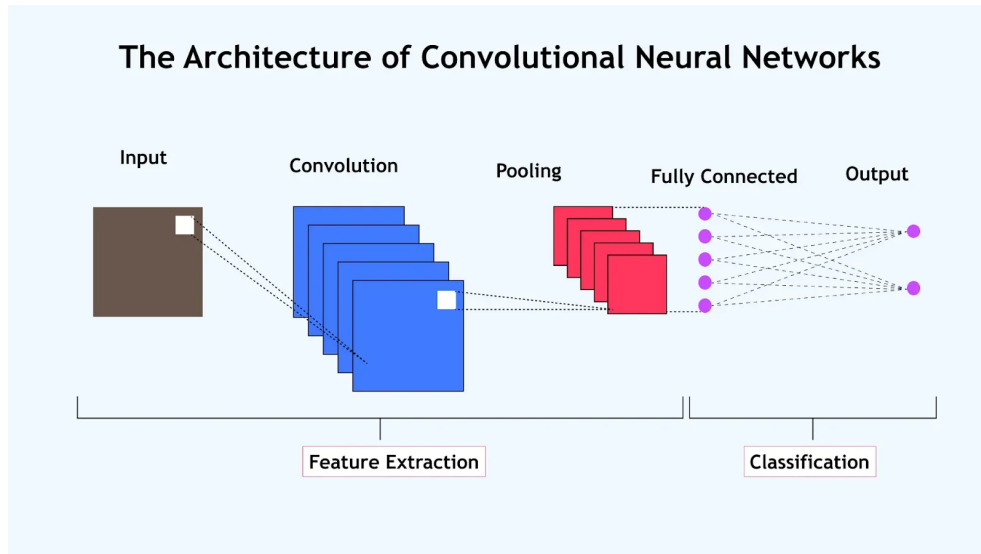 The Architecture of Convolutional Neural Networks
Input
Convolution
Pooling
Fully Connected
Output
Feature Extraction
Classification